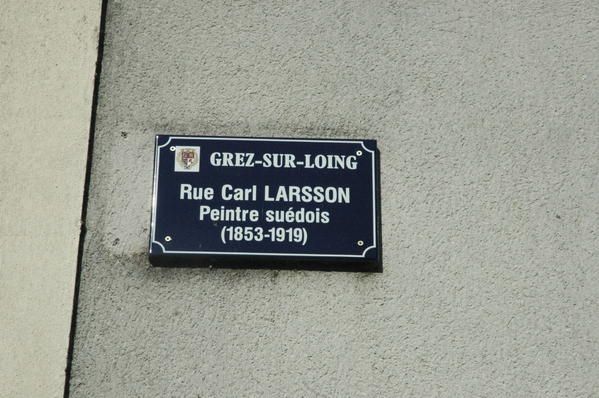 GREZ-SUR-LOING
Rue Carl LARSSON
Peintre suédois
(1853-1919)